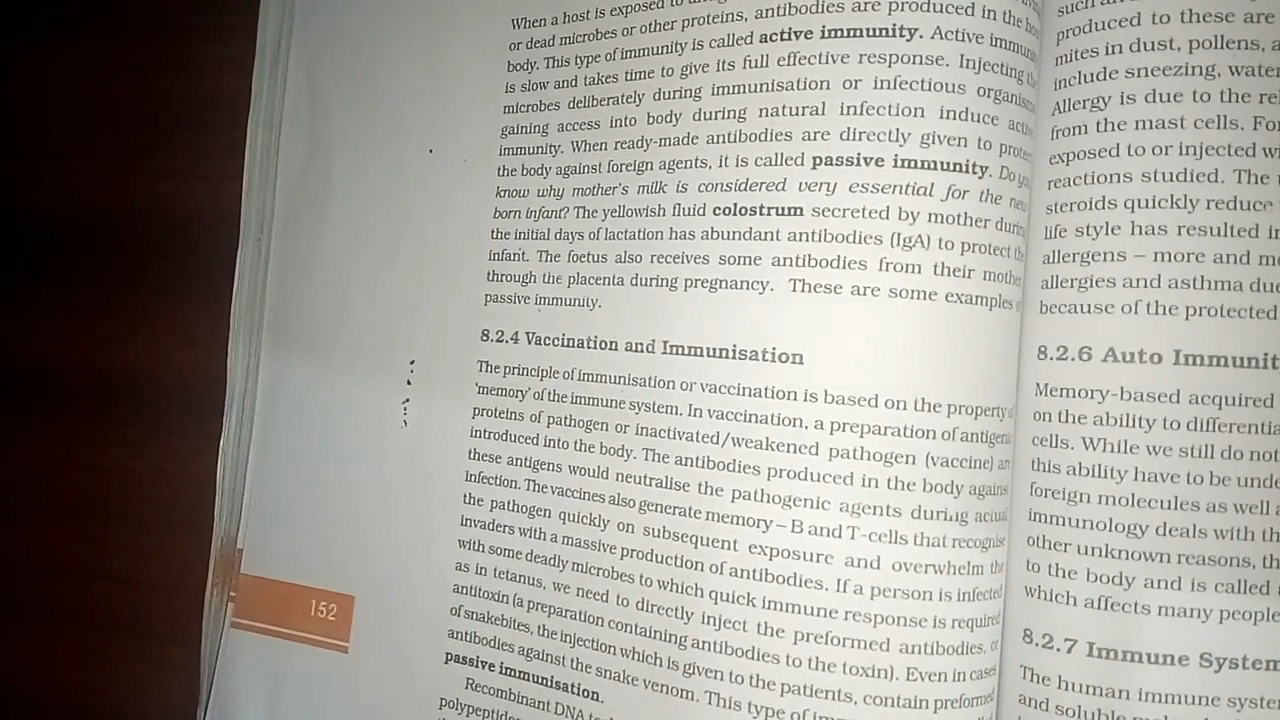 When a host is exposed to
or dead microbes or other proteins, antibodies are produced in the
body. This type of immunity is called active immunity. Active
is slow and takes time to give its full effective response. Injecting
microbes deliberately during immunisation or infectious
gaining access into body during natural infection induce
immunity. When ready-made antibodies are directly given to
the body against foreign agents, it is called passive immunity. Do
know why mother's milk is considered very essential for the
born infant? The yellowish fluid colostrum secreted by mother
the initial days of lactation has abundant antibodies (IgA) to protect
infant. The foetus also receives some antibodies from their
through the placenta during pregnancy. These are some examples
passive immunity.
8.2.4 Vaccination and Immunisation
The principle of immunisation or vaccination is based on the property
'memory' of the immune system. In vaccination, a preparation of
proteins of pathogen or inactivated/weakened pathogen (vaccine)
introduced into the body. The antibodies produced in the body
these antigens would neutralise the pathogenic agents during actual
infection. The vaccines also generate memory – B and T-cells that recognise
the pathogen quickly on subsequent exposure and overwhelm the
invaders with a massive production of antibodies. If a person is infected
with some deadly microbes to which quick immune response is required
as in tetanus, we need to directly inject the preformed antibodies,
antitoxin (a preparation containing antibodies to the toxin). Even in cases
of snakebites, the injection which is given to the patients, contain preformed
antibodies against the snake venom. This type of
passive immunisation.
Recombinant DNA
152
such
produced to these are
mites in dust, pollens,
include sneezing,
Allergy is due to the
from the mast cells.
exposed to or injected
reactions studied. The
steroids quickly reduce
life style has resulted
allergens – more and
allergies and asthma
because of the protected
8.2.6 Auto
Memory-based acquired
on the ability to
cells. While we still do not
this ability have to be
foreign molecules as well
immunology deals with
other unknown reasons,
to the body and is called
which affects many people
8.2.7 Immune System
The human immune
and